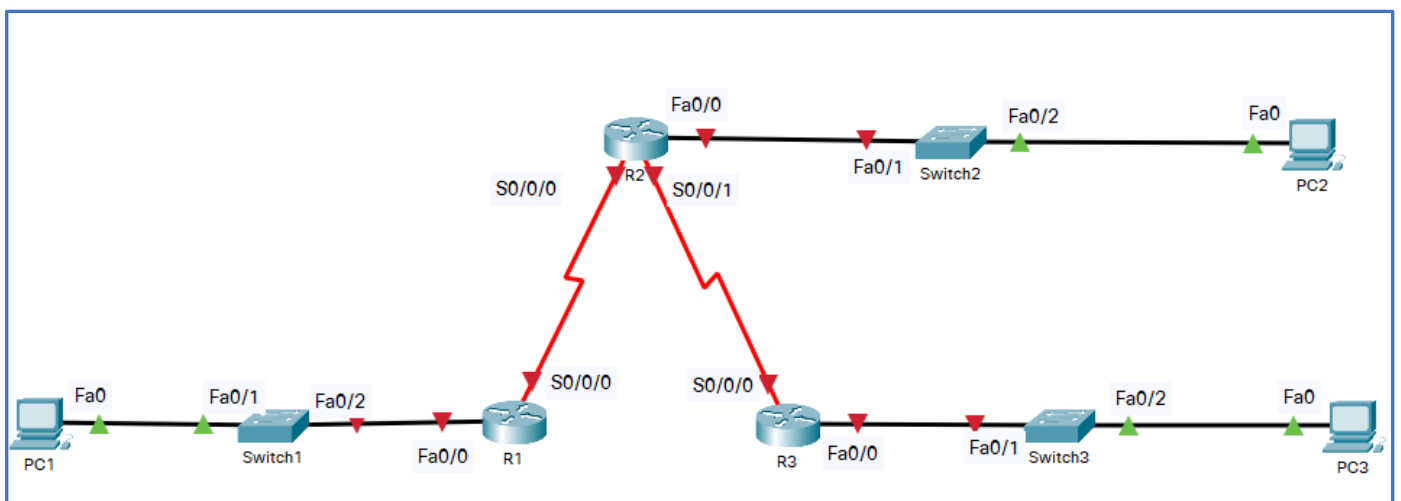 Fa0/0
Fa0/2
Fa0
R2
Fa0/1
Switch2
PC2
S0/0/0
S0/0/1
S0/0/0
S0/0/0
Fa0
Fa0/1
Fa0/2
Fa0/2
Fa0
PC1
Switch1
Fa0/0
R1
R3
Fa0/0
Fa0/1
Switch3
PC3